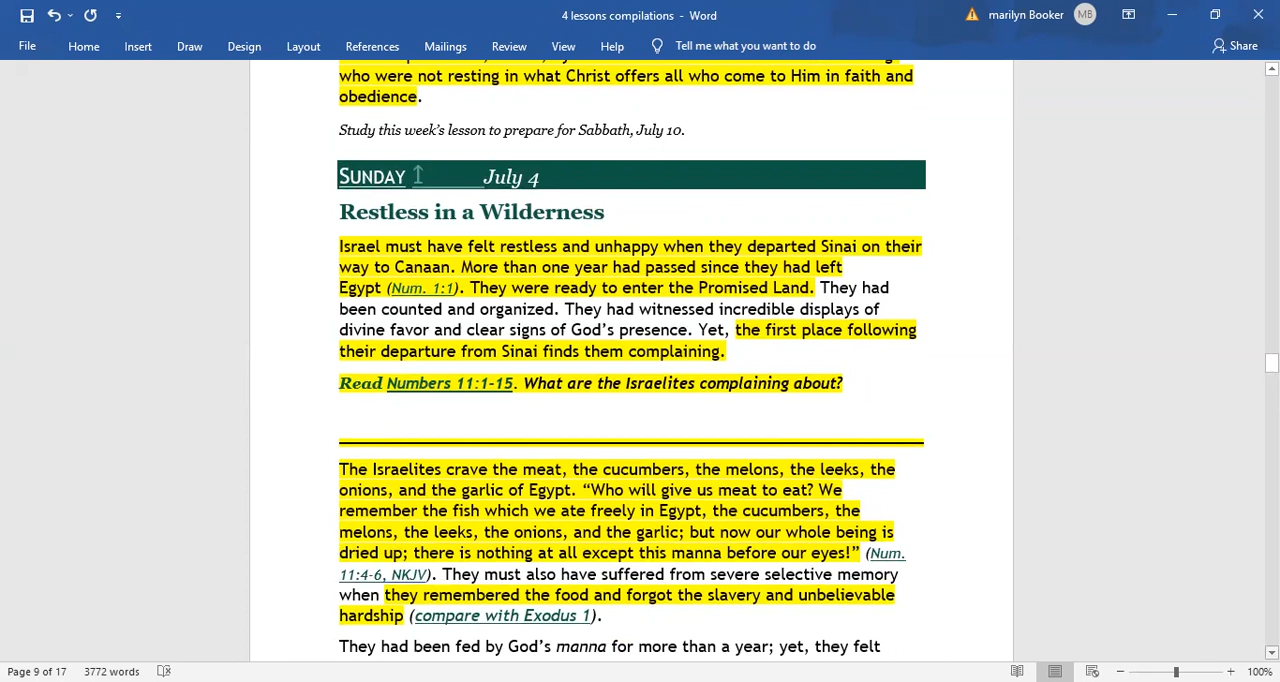 4 lessons compilations - Word
marilyn Booker
MB
File Home Insert Draw Design Layout References Mailings Review View Help Tell me what you want to do Share
who were not resting in what Christ offers all who come to Him in faith and
obedience.
Study this week's lesson to prepare for Sabbath, July 10.
SUNDAY July 4
Restless in a Wilderness
Israel must have felt restless and unhappy when they departed Sinai on their
way to Canaan. More than one year had passed since they had left
Egypt (Num. 1:1). They were ready to enter the Promised Land. They had
been counted and organized. They had witnessed incredible displays of
divine favor and clear signs of God's presence. Yet, the first place following
their departure from Sinai finds them complaining.
Read Numbers 11:1-15. What are the Israelites complaining about?
The Israelites crave the meat, the cucumbers, the melons, the leeks, the
onions, and the garlic of Egypt. "Who will give us meat to eat? We
remember the fish which we ate freely in Egypt, the cucumbers, the
melons, the leeks, the onions, and the garlic; but now our whole being is
dried up; there is nothing at all except this manna before our eyes!" (Num.
11:4-6, NKJV). They must also have suffered from severe selective memory
when they remembered the food and forgot the slavery and unbelievable
hardship (compare with Exodus 1).
They had been fed by God's manna for more than a year; yet, they felt
Page 9 of 17 3772 words 100%